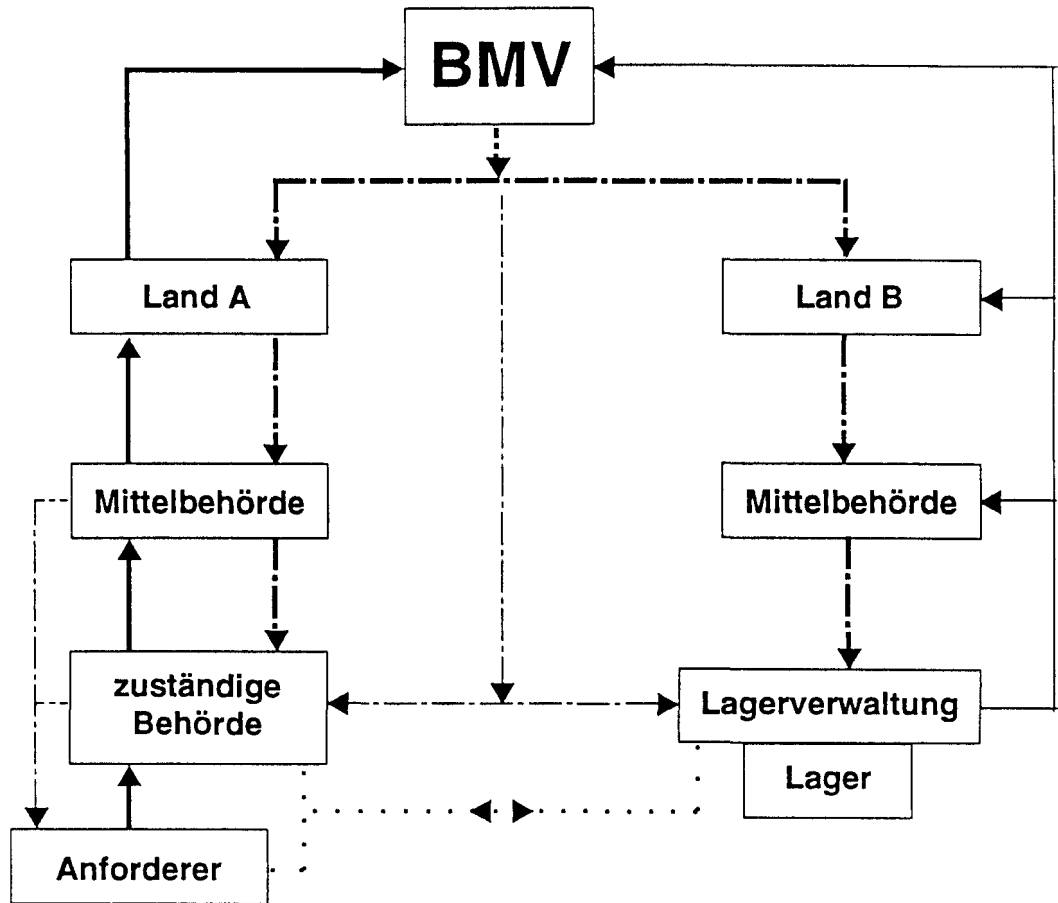 BMV
Land A
Land B
Mittelbehörde
Mittelbehörde
zuständige
Behörde
Lagerverwaltung
Lager
Anforderer